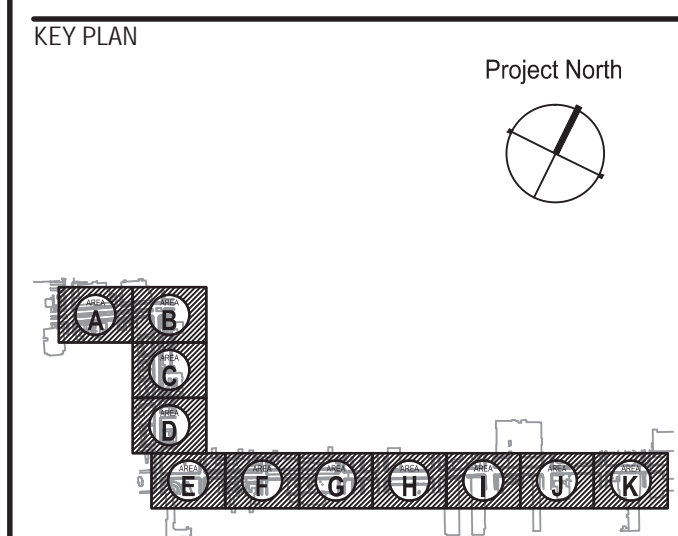 KEY PLAN
Project North
AREA
A
AREA
B
AREA
C
AREA
D
AREA
E
AREA
F
AREA
G
AREA
H
AREA
I
AREA
J
AREA
K